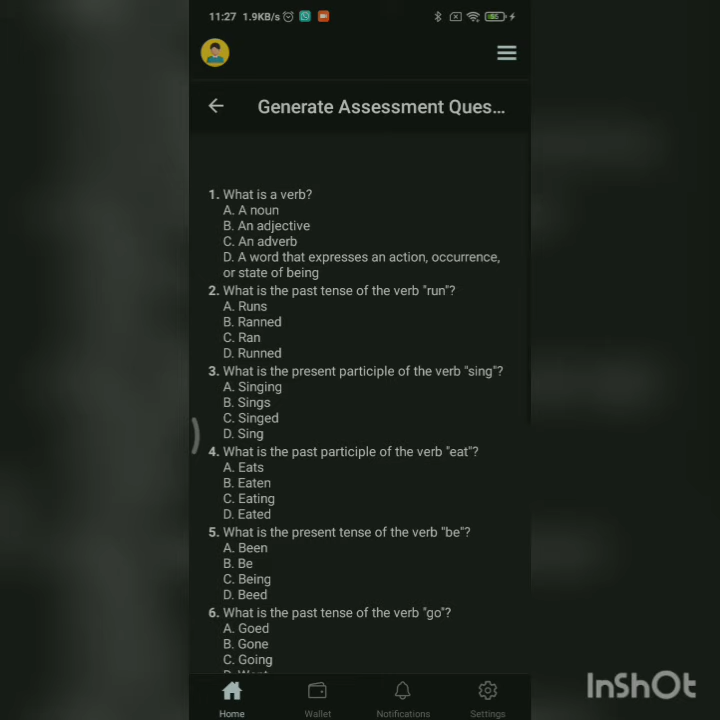 11:27 1.9KB/s
Generate Assessment Ques...
1. What is a verb?
A. A noun
B. An adjective
C. An adverb
D. A word that expresses an action, occurrence,
or state of being
2. What is the past tense of the verb "run"?
A. Runs
B. Ranned
C. Ran
D. Runned
3. What is the present participle of the verb "sing"?
A. Singing
B. Sings
C. Singed
D. Sing
4. What is the past participle of the verb "eat"?
A. Eats
B. Eaten
C. Eating
D. Eated
5. What is the present tense of the verb "be"?
A. Been
B. Be
C. Being
D. Beed
6. What is the past tense of the verb "go"?
A. Goed
B. Gone
C. Going
D. Went
Home Wallet Notifications Settings
InShOt